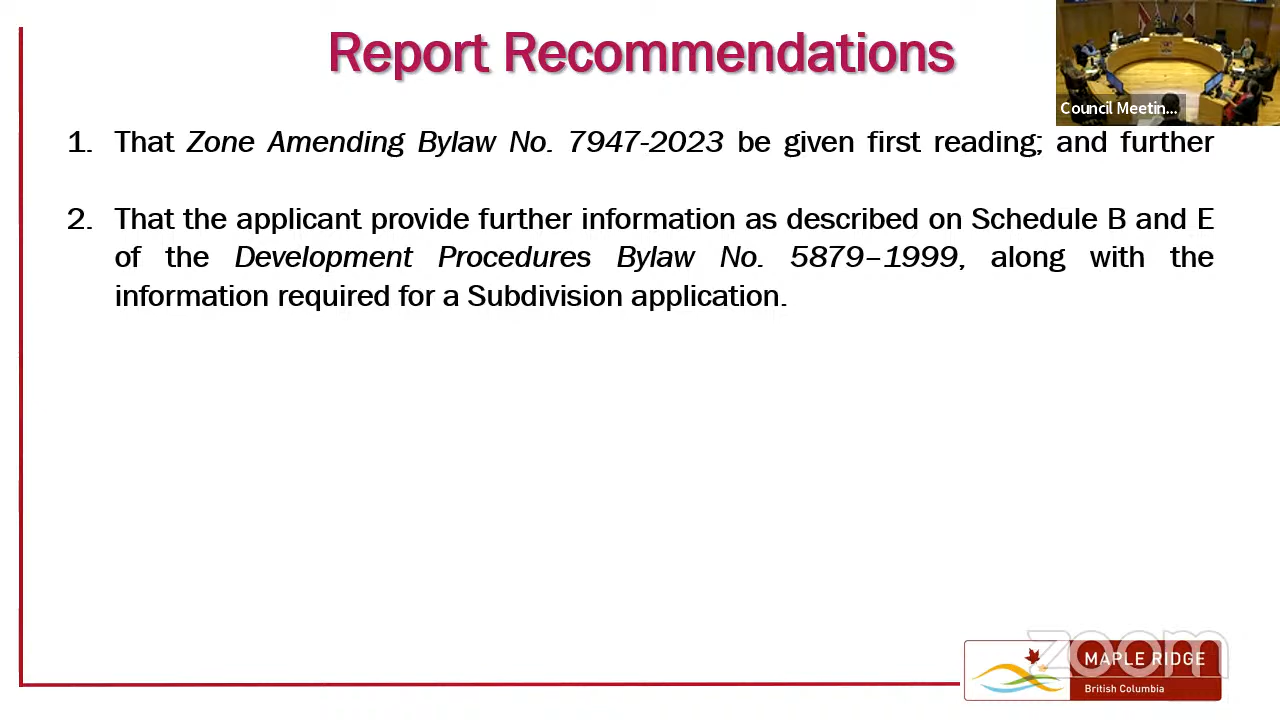 Report Recommendations
Council Meetin...
1. That Zone Amending Bylaw No. 7947-2023 be given first reading; and further
2. That the applicant provide further information as described on Schedule B and E
of the Development Procedures Bylaw No. 5879–1999, along with the
information required for a Subdivision application.
zoom
MAPLE RIDGE
British Columbia